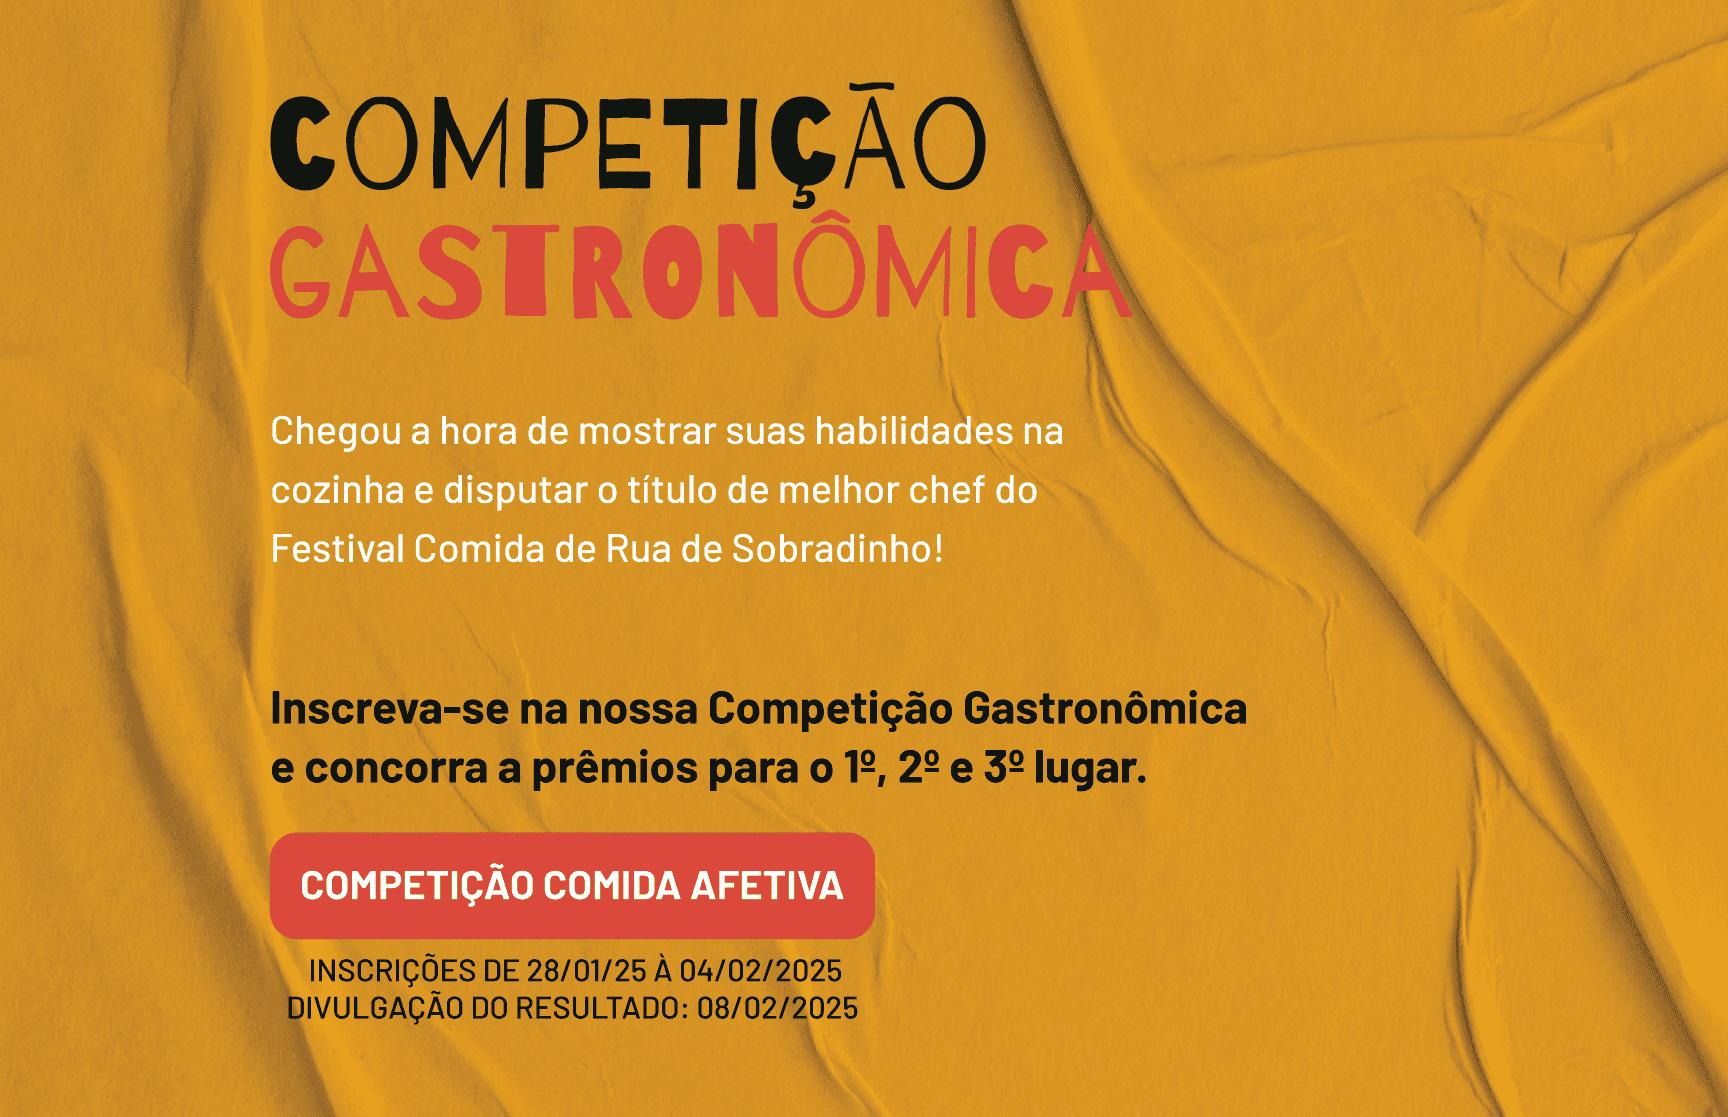 COMPETIÇÃO
GASTRONÔMICA
Chegou a hora de mostrar suas habilidades na
cozinha e disputar o título de melhor chef do
Festival Comida de Rua de Sobradinho!
Inscreva-se na nossa Competição Gastronômica
e concorra a prêmios para o 1º, 2º e 3º lugar.
COMPETIÇÃO COMIDA AFETIVA
INSCRIÇÕES DE 28/01/25 À 04/02/2025
DIVULGAÇÃO DO RESULTADO: 08/02/2025